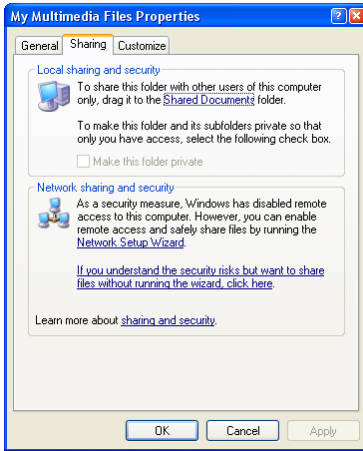 My Multimedia Files Properties
General Sharing Customize
Local sharing and security
To share this folder with other users of this computer
only, drag it to the Shared Documents folder.
To make this folder and its subfolders private so that
only you have access, select the following check box.
Make this folder private
Network sharing and security
As a security measure, Windows has disabled remote
access to this computer. However, you can enable
remote access and safely share files by running the
Network Setup Wizard.
If you understand the security risks but want to share
files without running the wizard, click here.
Learn more about sharing and security.
OK Cancel Apply